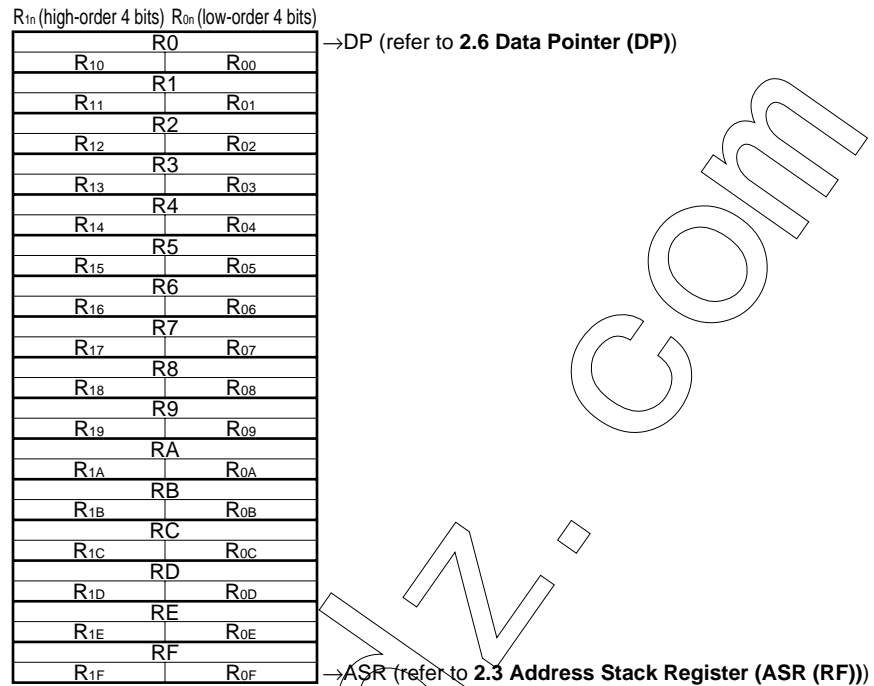 R1n (high-order 4 bits) R0n (low-order 4 bits)
R0 →DP (refer to 2.6 Data Pointer (DP))
R10 R00
R1
R11 R01
R2
R12 R02
R3
R13 R03
R4
R14 R04
R5
R15 R05
R6
R16 R06
R7
R17 R07
R8
R18 R08
R9
R19 R09
RA
R1A R0A
RB
R1B R0B
RC
R1C R0C
RD
R1D R0D
RE
R1E R0E
RF
R1F R0F →ASR (refer to 2.3 Address Stack Register (ASR (RF)))
z.com